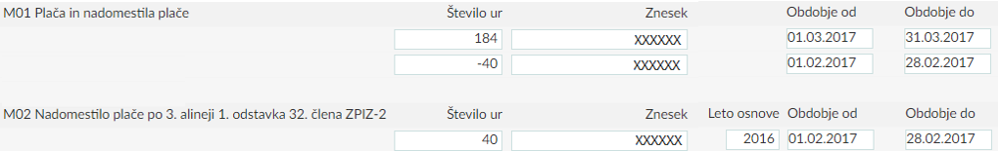 M01 Plača in nadomestila plače Število ur Znesek Obdobje od Obdobje do
184 XXXXXX 01.03.2017 31.03.2017
-40 XXXXXX 01.02.2017 28.02.2017
M02 Nadomestilo plače po 3. alineji 1. odstavka 32. člena ZPIZ-2 Število ur Znesek Leto osnove Obdobje od Obdobje do
40 XXXXXX 2016 01.02.2017 28.02.2017